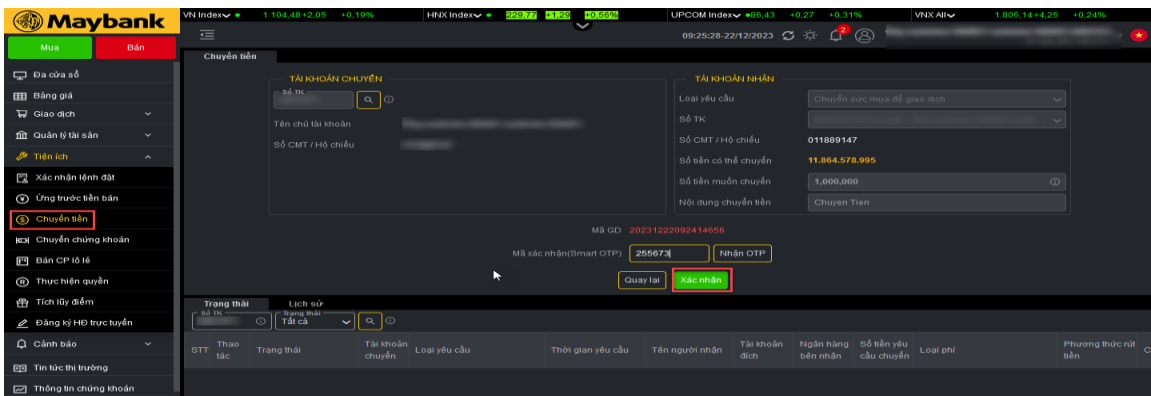 Maybank
VN Index 1.104,48+2,05 +0,19% HNX Index 229,77 +1,29 +0,56% UPCOM Index 86,43 +0,27 +0,31% VNX All 1.805,14+4,25 +0,24%
09:25:28-22/12/2023 2
Mua Bán
Đa cửa sổ
Bảng giá
Giao dịch
Quản lý tài sản
Tiện ích
Xác nhận lệnh đặt
Ứng trước tiền bán
Chuyển tiền
Chuyển chứng khoán
Bán CP lô lẻ
Thực hiện quyền
Tích lũy điểm
Đăng ký HĐ trực tuyến
Cảnh báo
Tin tức thị trường
Thông tin chứng khoán
Chuyển tiền
TÀI KHOẢN CHUYỂN
Số TK
Tên chủ tài khoản
Số CMT / Hộ chiếu
TÀI KHOẢN NHẬN
Loại yêu cầu Chuyển sức mua để giao dịch
Số TK
Số CMT / Hộ chiếu 011889147
Số tiền có thể chuyển 11.864.578.995
Số tiền muốn chuyển 1,000,000
Nội dung chuyển tiền Chuyen Tien
Mã GD 20231222092414656
Mã xác nhận(Smart OTP) 255673 Nhận OTP
Quay lại Xác nhận
Trạng thái Lịch sử
Số TK Trạng thái
Tất cả
STT Thao tác Trạng thái Tài khoản chuyển Loại yêu cầu Thời gian yêu cầu Tên người nhận Tài khoản đích Ngân hàng bên nhận Số tiền yêu cầu chuyển Loại phí Phương thức rút tiền